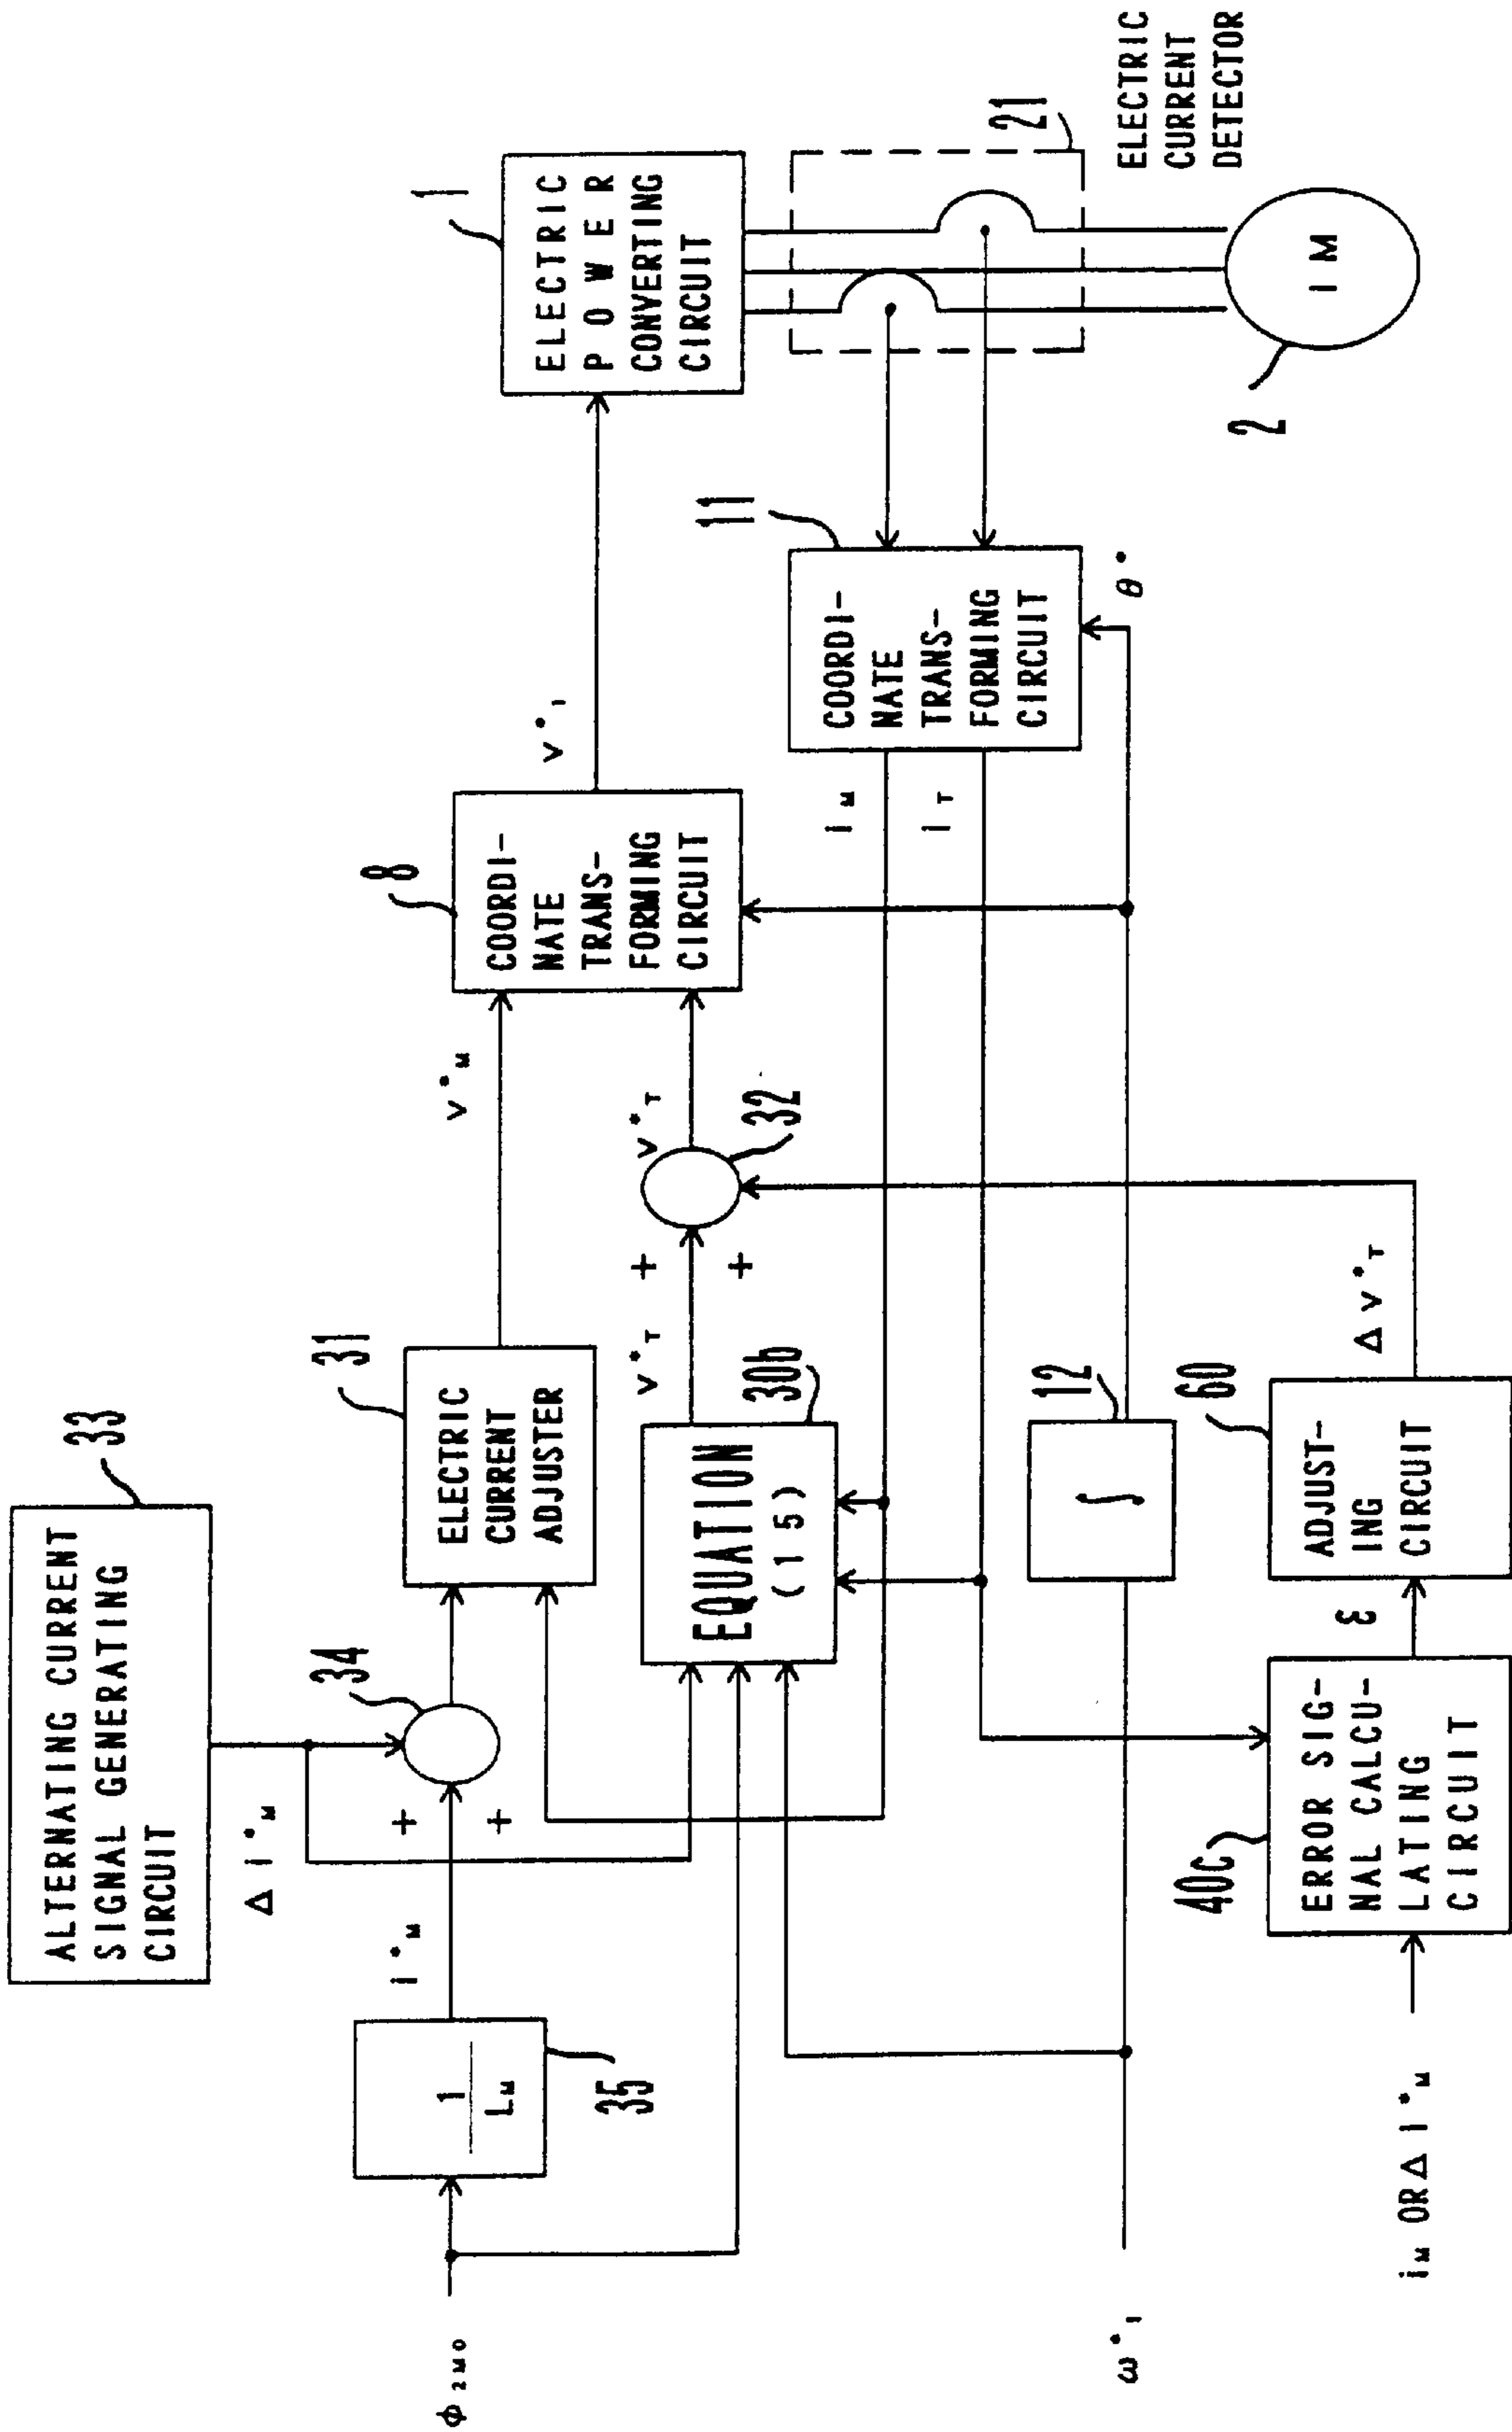 ALTERNATING CURRENT
SIGNAL GENERATING
CIRCUIT
33
Δi*M
φ2M0
1
LM
35
i*M
34
+
+
ELECTRIC
CURRENT
ADJUSTER
31
v*M
EQUATION
(15)
30b
v*T
+
+
v*T
32
COORDI-
NATE
TRANS-
FORMING
CIRCUIT
8
v*1
ELECTRIC
POWER
CONVERTING
CIRCUIT
1
21
ELECTRIC
CURRENT
DETECTOR
IM
2
COORDI-
NATE
TRANS-
FORMING
CIRCUIT
11
iM
iT
θ*
ω*1
∫
12
iM OR Δi*M
ERROR SIG-
NAL CALCU-
LATING
CIRCUIT
40c
ε
ADJUST-
ING
CIRCUIT
60
Δv*T